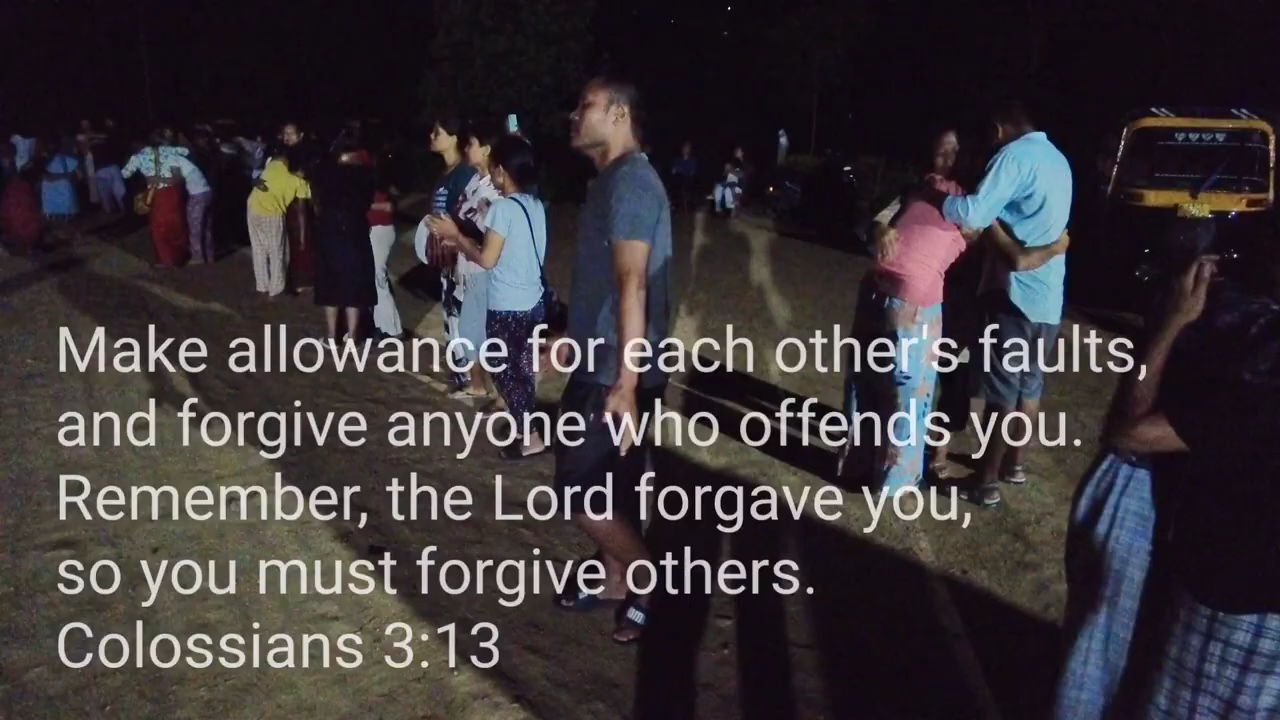 Make allowance for each other's faults,
and forgive anyone who offends you.
Remember, the Lord forgave you,
so you must forgive others.
Colossians 3:13